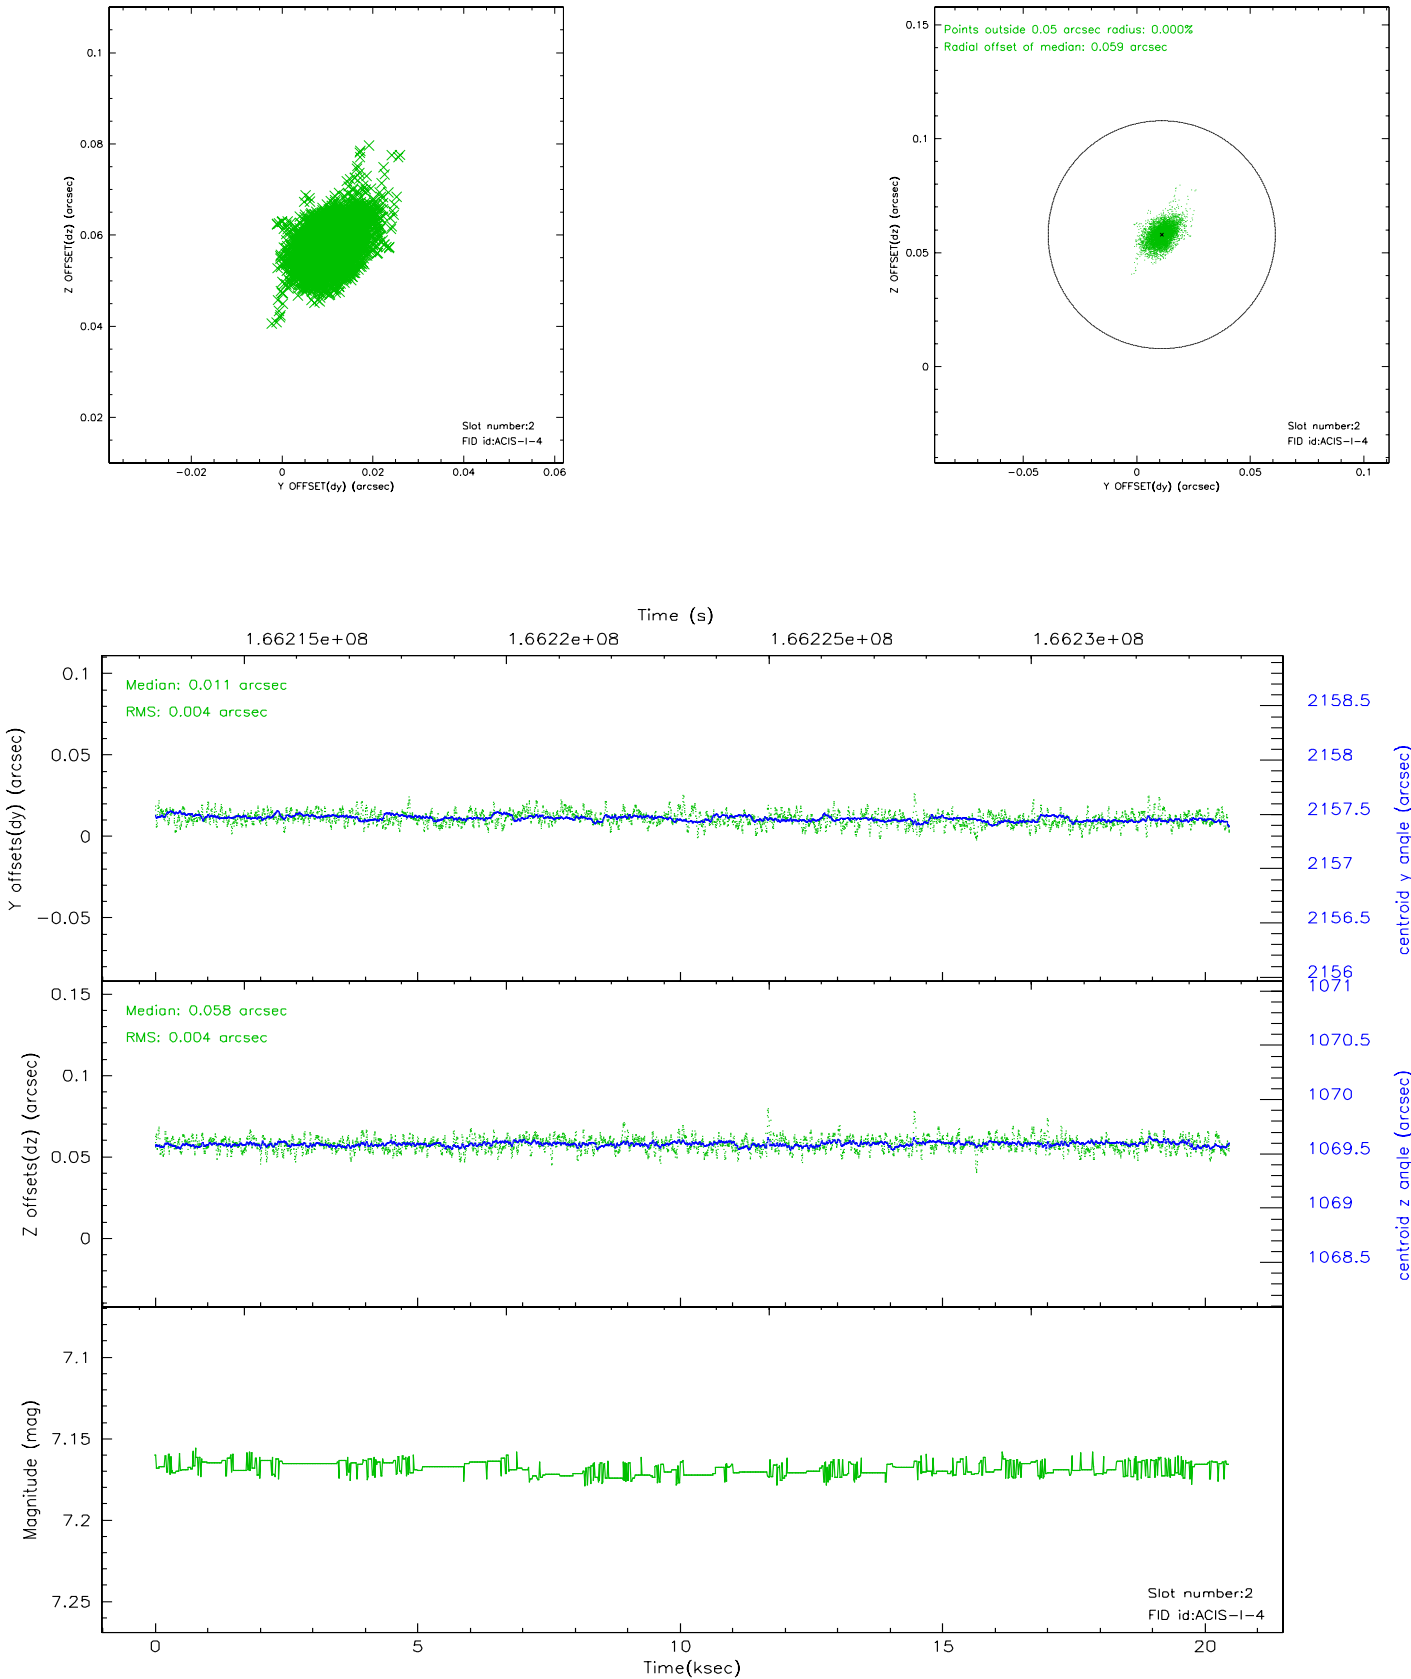 0.1
0.08
0.06
0.04
0.02
Z OFFSET(dz) (arcsec)
Slot number:2
FID id:ACIS-I-4
-0.02 0 0.02 0.04 0.06
Y OFFSET(dy) (arcsec)
Points outside 0.05 arcsec radius: 0.000%
Radial offset of median: 0.059 arcsec
0.15
0.1
0.05
0
Z OFFSET(dz) (arcsec)
Slot number:2
FID id:ACIS-I-4
-0.05 0 0.05 0.1
Y OFFSET(dy) (arcsec)
Time (s)
1.66215e+08 1.6622e+08 1.66225e+08 1.6623e+08
Median: 0.011 arcsec
RMS: 0.004 arcsec
0.1
0.05
0
-0.05
Y offsets(dy) (arcsec)
2158.5
2158
2157.5
2157
2156.5
2156
centroid y angle (arcsec)
Median: 0.058 arcsec
RMS: 0.004 arcsec
0.15
0.1
0.05
0
Z offsets(dz) (arcsec)
1071
1070.5
1070
1069.5
1069
1068.5
centroid z angle (arcsec)
7.1
7.15
7.2
7.25
Magnitude (mag)
Slot number:2
FID id:ACIS-I-4
0 5 10 15 20
Time(ksec)